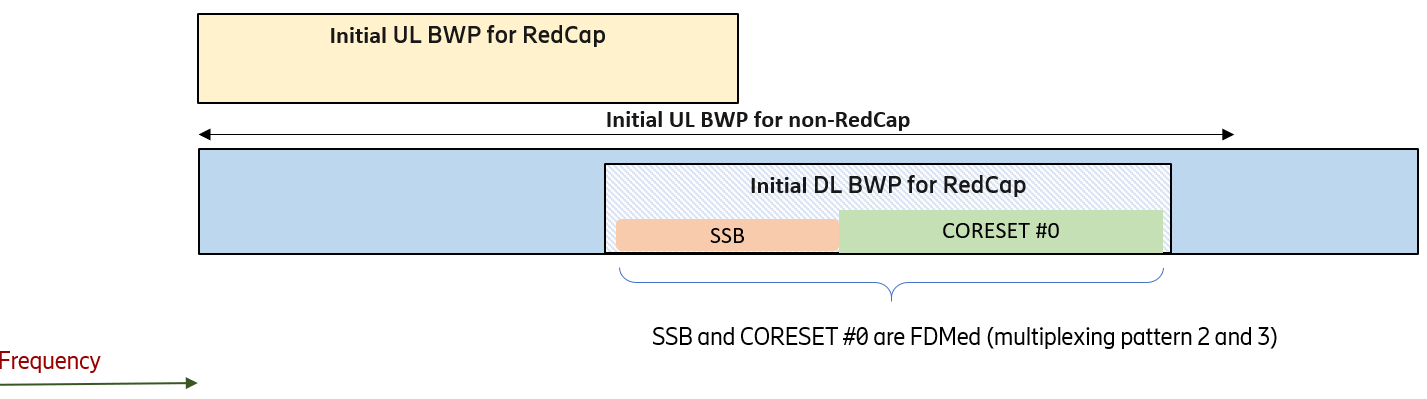 Initial UL BWP for RedCap
Initial UL BWP for non-RedCap
Initial DL BWP for RedCap
SSB
CORESET #0
SSB and CORESET #0 are FDMed (multiplexing pattern 2 and 3)
Frequency